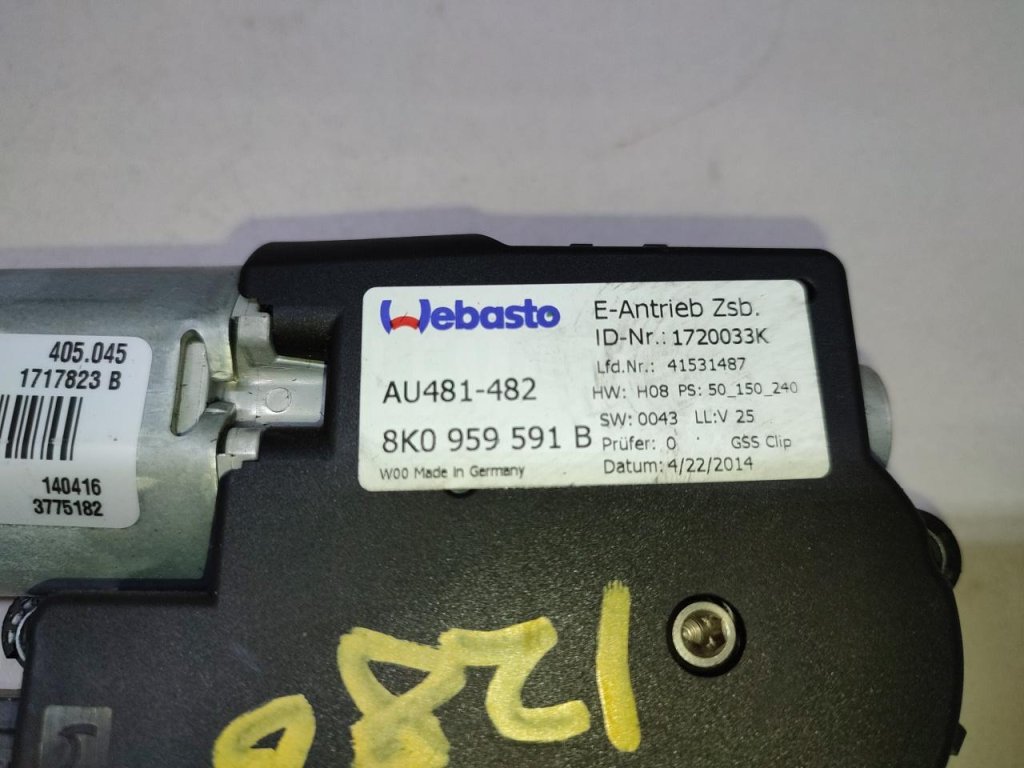 405.045
1717823 B
140416
3775182
Webasto
AU481-482
8K0 959 591 B
W00 Made in Germany
E-Antrieb Zsb.
ID-Nr.: 1720033K
Lfd.Nr.: 41531487
HW: H08 PS: 50_150_240
SW: 0043 LL:V 25
Prüfer: 0 GSS Clip
Datum: 4/22/2014
5